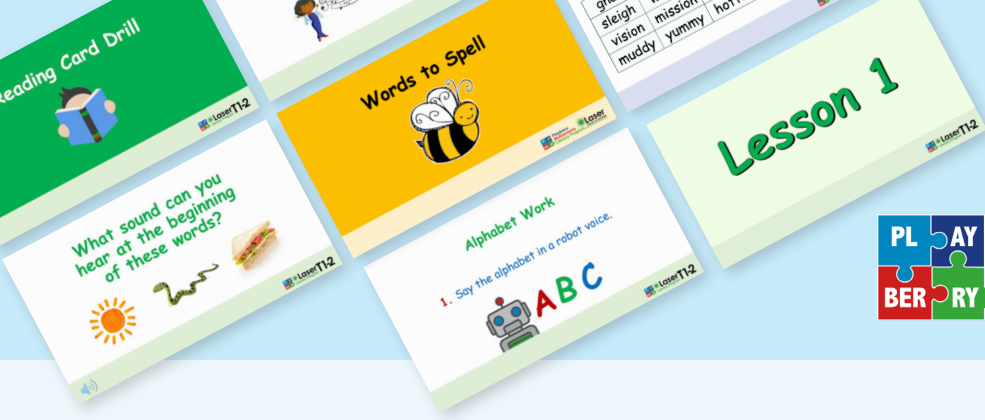 Reading Card Drill
LaserT1-2
What sound can you
hear at the beginning
of these words?
LaserT1-2
Words to Spell
Laser
Alphabet Work
1. Say the alphabet in a robot voice.
A B C
LaserT1-2
sleigh
vision mission
muddy yummy
Lesson 1
LaserT1-2
PL AY
BER RY